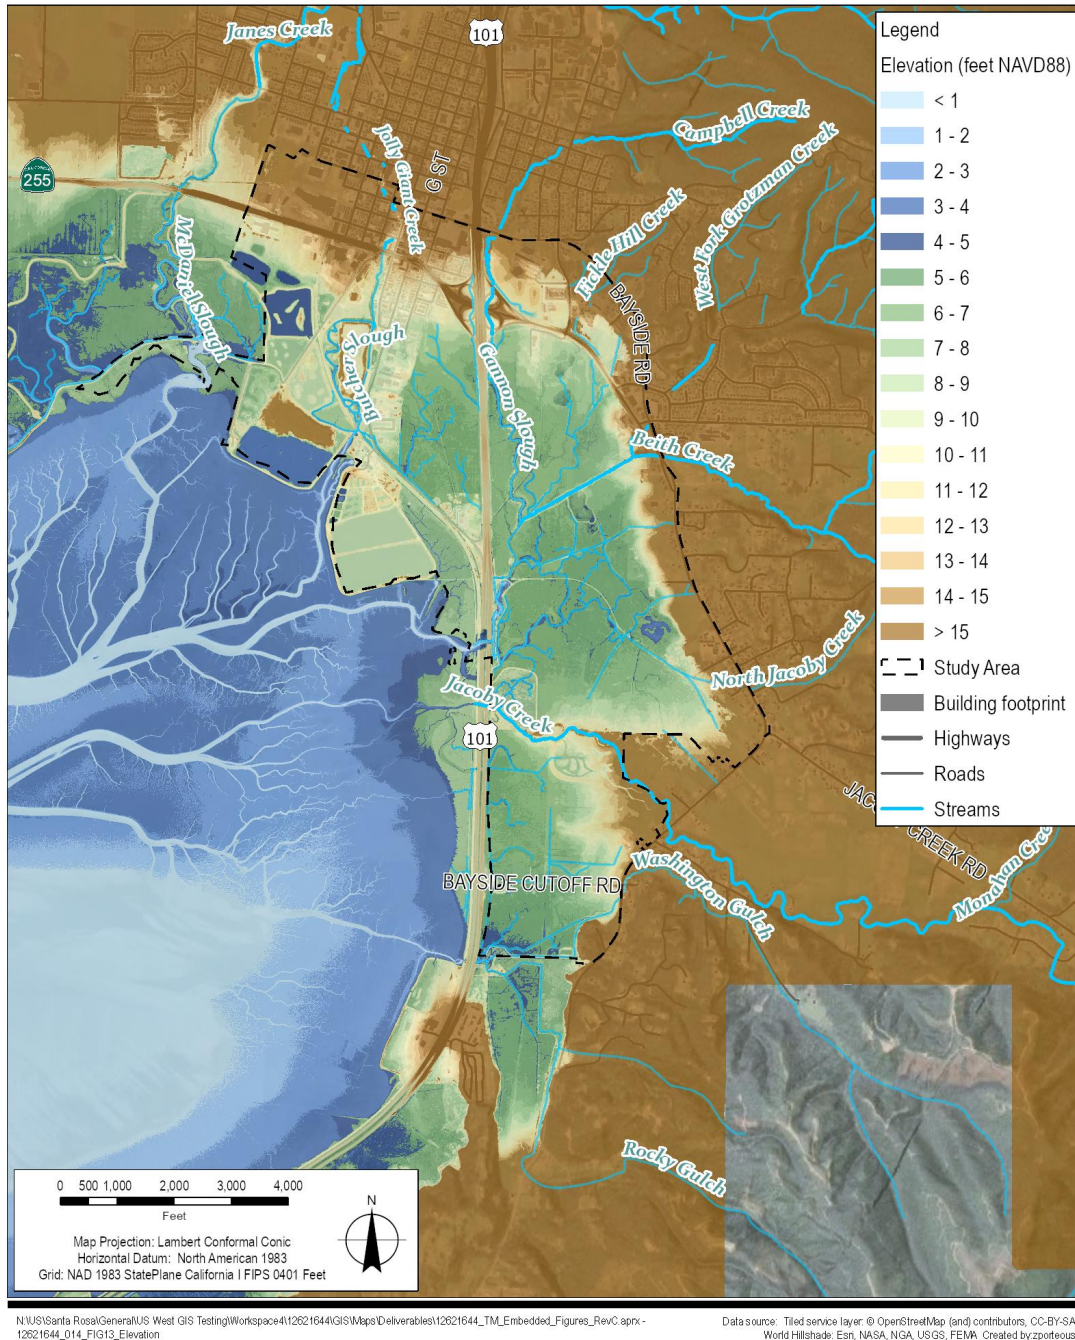 Janes Creek
101
Campbell Creek
Jolly Giant Creek
G ST
West Fork Grotzman Creek
255
Fickle Hill Creek
McDaniel Slough
BAYSIDE RD
Butchers Slough
Gannon Slough
Beith Creek
North Jacoby Creek
Jacoby Creek
101
CREEK RD
BAYSIDE CUTOFF RD
Washington Gulch
Rocky Gulch
Legend
Elevation (feet NAVD88)
< 1
1 - 2
2 - 3
3 - 4
4 - 5
5 - 6
6 - 7
7 - 8
8 - 9
9 - 10
10 - 11
11 - 12
12 - 13
13 - 14
14 - 15
> 15
Study Area
Building footprint
Highways
Roads
Streams
0 500 1,000 2,000 3,000 4,000
Feet
N
Map Projection: Lambert Conformal Conic
Horizontal Datum: North American 1983
Grid: NAD 1983 StatePlane California I FIPS 0401 Feet
N:\US\Santa Rosa\General\US West GIS Testing\Workspace4\12621644\GIS\Maps\Deliverables\12621644_TM_Embedded_Figures_RevC.aprx -
12621644_014_FIG13_Elevation
Data source: Tiled service layer: © OpenStreetMap (and) contributors, CC-BY-SA
World Hillshade: Esri, NASA, NGA, USGS, FEMA Created by:zporteous